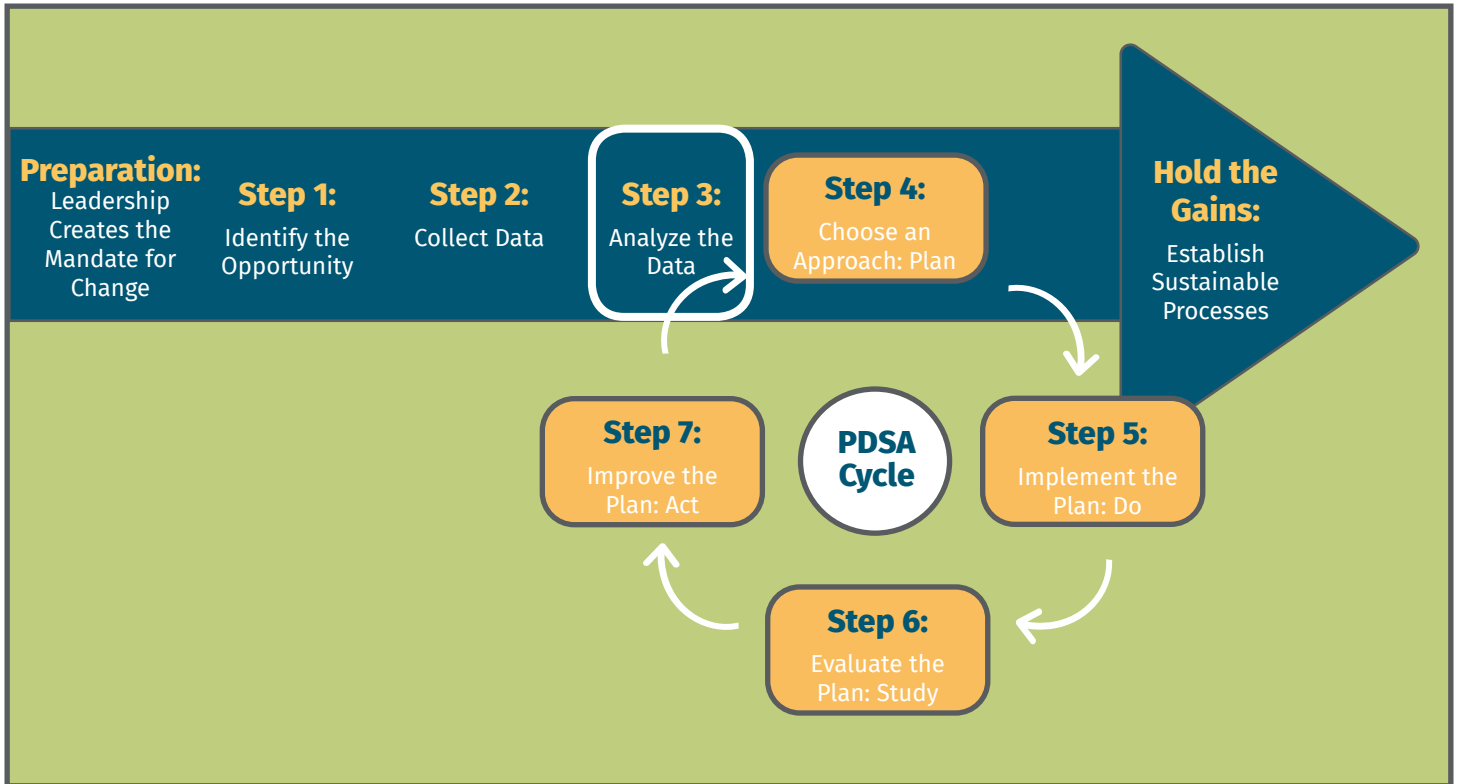 Preparation:
Leadership
Creates the
Mandate for
Change
Step 1:
Identify the
Opportunity
Step 2:
Collect Data
Step 3:
Analyze the
Data
Step 4:
Choose an
Approach: Plan
Hold the
Gains:
Establish
Sustainable
Processes
Step 5:
Implement the
Plan: Do
Step 6:
Evaluate the
Plan: Study
Step 7:
Improve the
Plan: Act
PDSA
Cycle